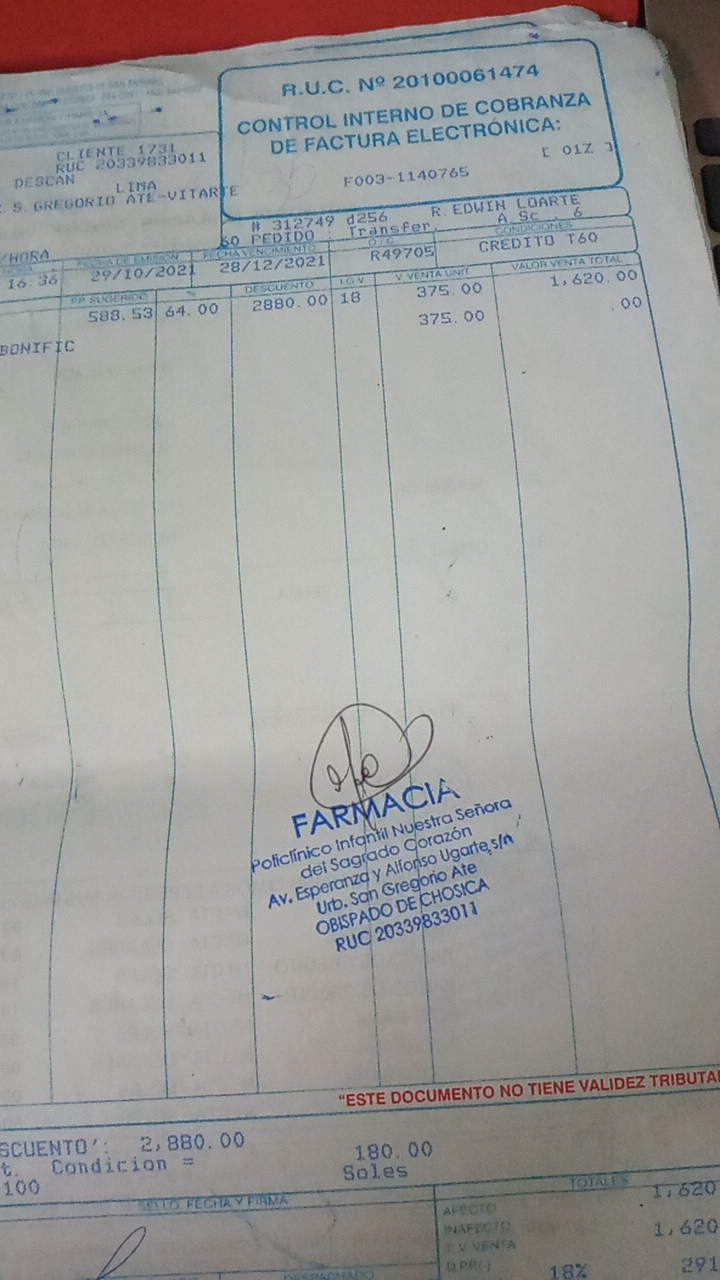 R.U.C. Nº 20100061474
CONTROL INTERNO DE COBRANZA
DE FACTURA ELECTRÓNICA:
[ 01Z ]
F003-1140765
CLIENTE 1731
RUC 20339833011
DESCAN
LIMA
S. GREGORIO ATE-VITARTE
# 312749 d256 R. EDWIN LOARTE
60 PEDIDO : Transfer. A Sc : 6
/HORA FECHA DE EMISIÓN FECHA VENCIMIENTO O / C CONDICIONES
16.36 29/10/2021 28/12/2021 R49705 CREDITO T60
P.P. SUGERIDO % DESCUENTO I.G.V. V. VENTA UNIT. VALOR VENTA TOTAL
588.53 64.00 2880.00 18 375.00 1,620.00
375.00 .00
BONIFIC
FARMACIA
Policlínico Infantil Nuestra Señora
del Sagrado Corazón
Av. Esperanza y Alfonso Ugarte s/n
Urb. San Gregorio Ate
OBISPADO DE CHOSICA
RUC 20339833011
"ESTE DOCUMENTO NO TIENE VALIDEZ TRIBUTA
SCUENTO': 2,880.00 180.00
t. Condicion = Soles
100
SELLO, FECHA Y FIRMA
TOTALES
AFECTO 1,620
INAFECTO
T. V. VENTA 1,620
18% 291
DESPACHADO